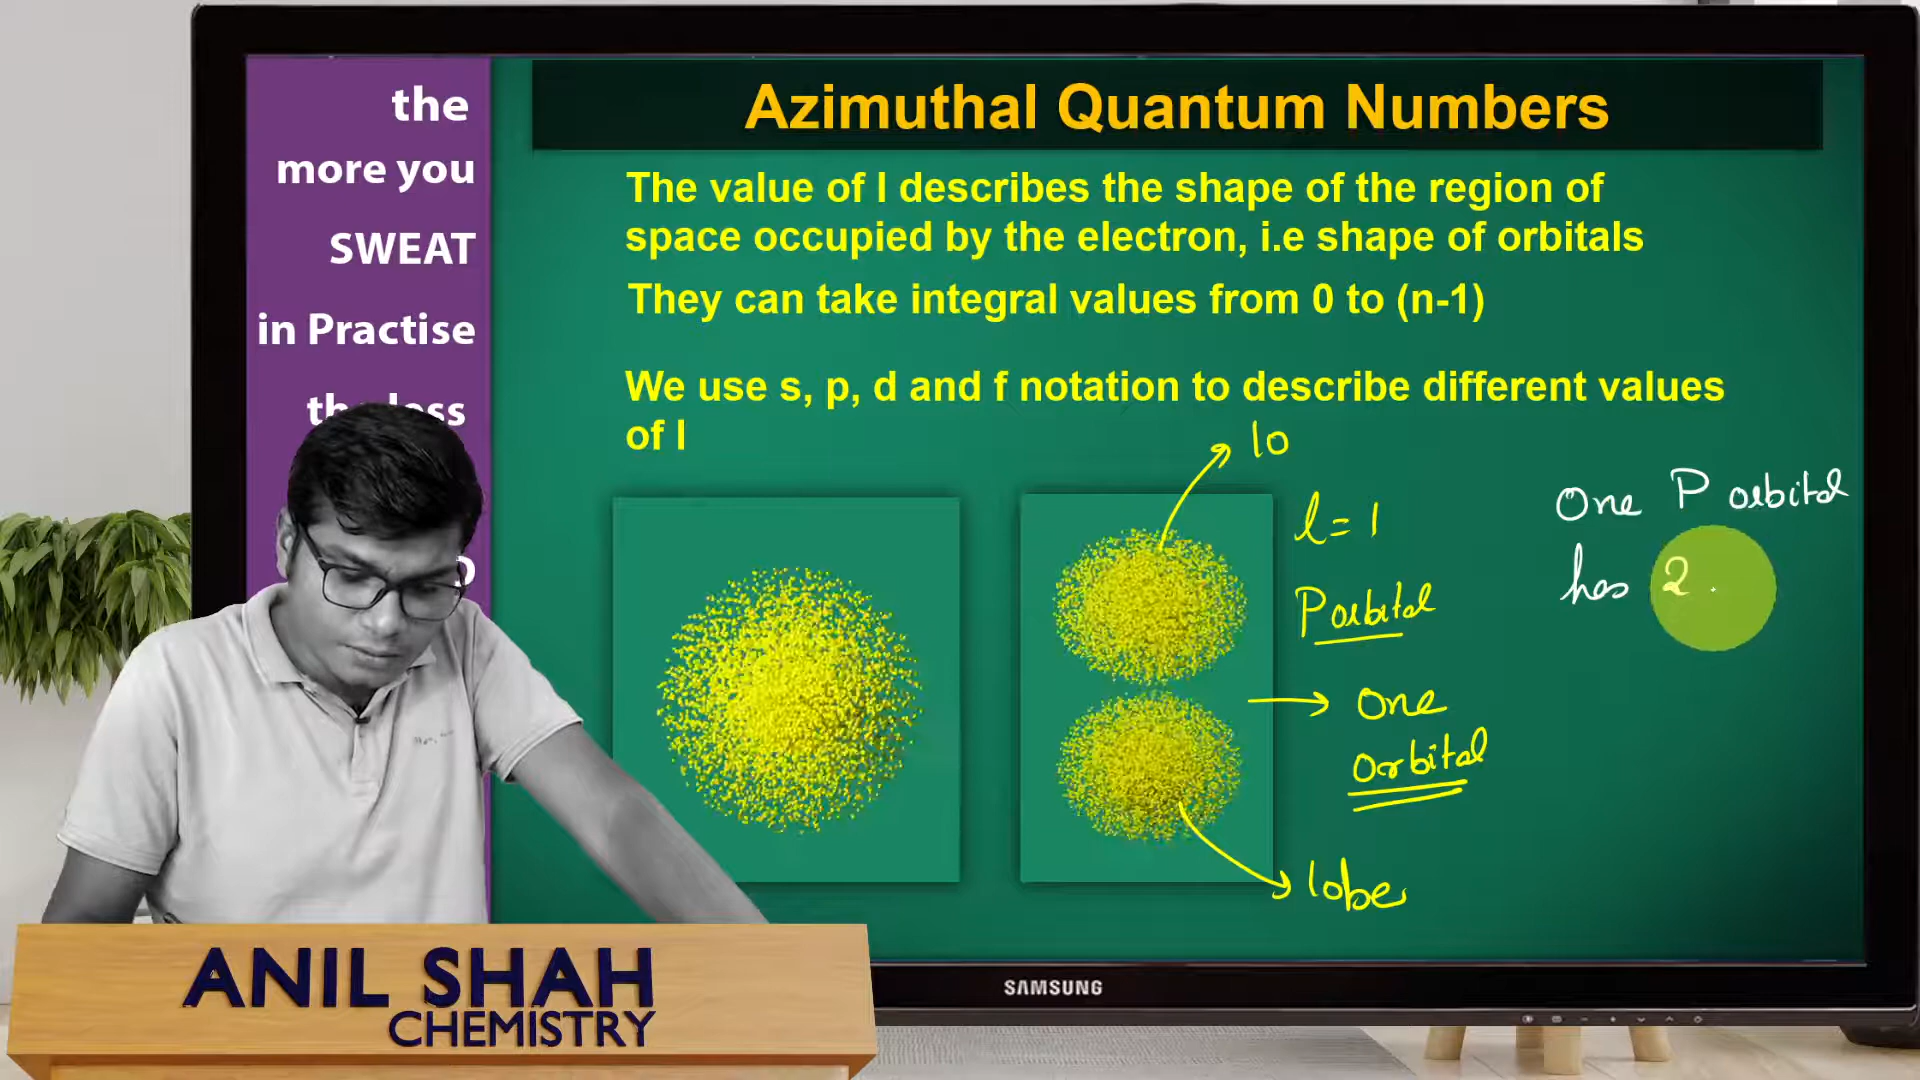 the
more you
SWEAT
in Practise
Azimuthal Quantum Numbers
The value of l describes the shape of the region of
space occupied by the electron, i.e shape of orbitals
They can take integral values from 0 to (n-1)
We use s, p, d and f notation to describe different values
of l
lo
l = 1
P orbital
One
orbital
lobe
One P orbital
has 2
ANIL SHAH
CHEMISTRY
SAMSUNG